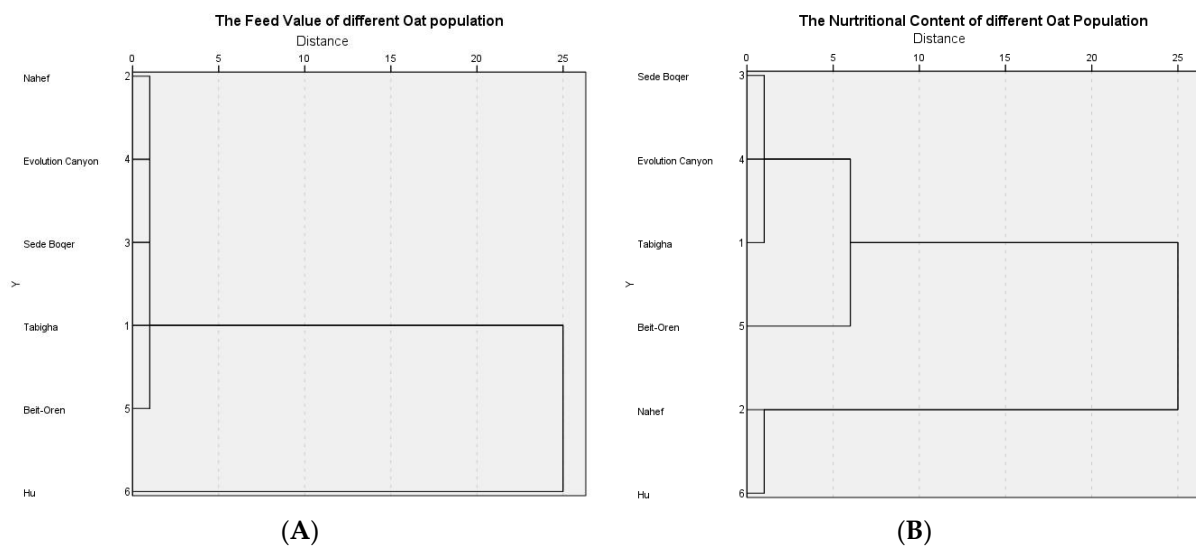 The Feed Value of different Oat population
Distance
0 5 10 15 20 25
Nahef 2
Evolution Canyon 4
Sede Boqer 3
Y
Tabigha 1
Beit-Oren 5
Hu 6
(A)
The Nurtritional Content of different Oat Population
Distance
0 5 10 15 20 25
Sede Boqer 3
Evolution Canyon 4
Tabigha 1
Y
Beit-Oren 5
Nahef 2
Hu 6
(B)